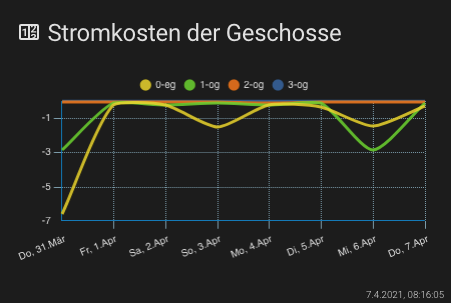 Stromkosten der Geschosse
0-eg 1-og 2-og 3-og
-1
-3
-5
-7
Do, 31.Mär Fr, 1.Apr Sa, 2.Apr So, 3.Apr Mo, 4.Apr Di, 5.Apr Mi, 6.Apr Do, 7.Apr
7.4.2021, 08:16:05